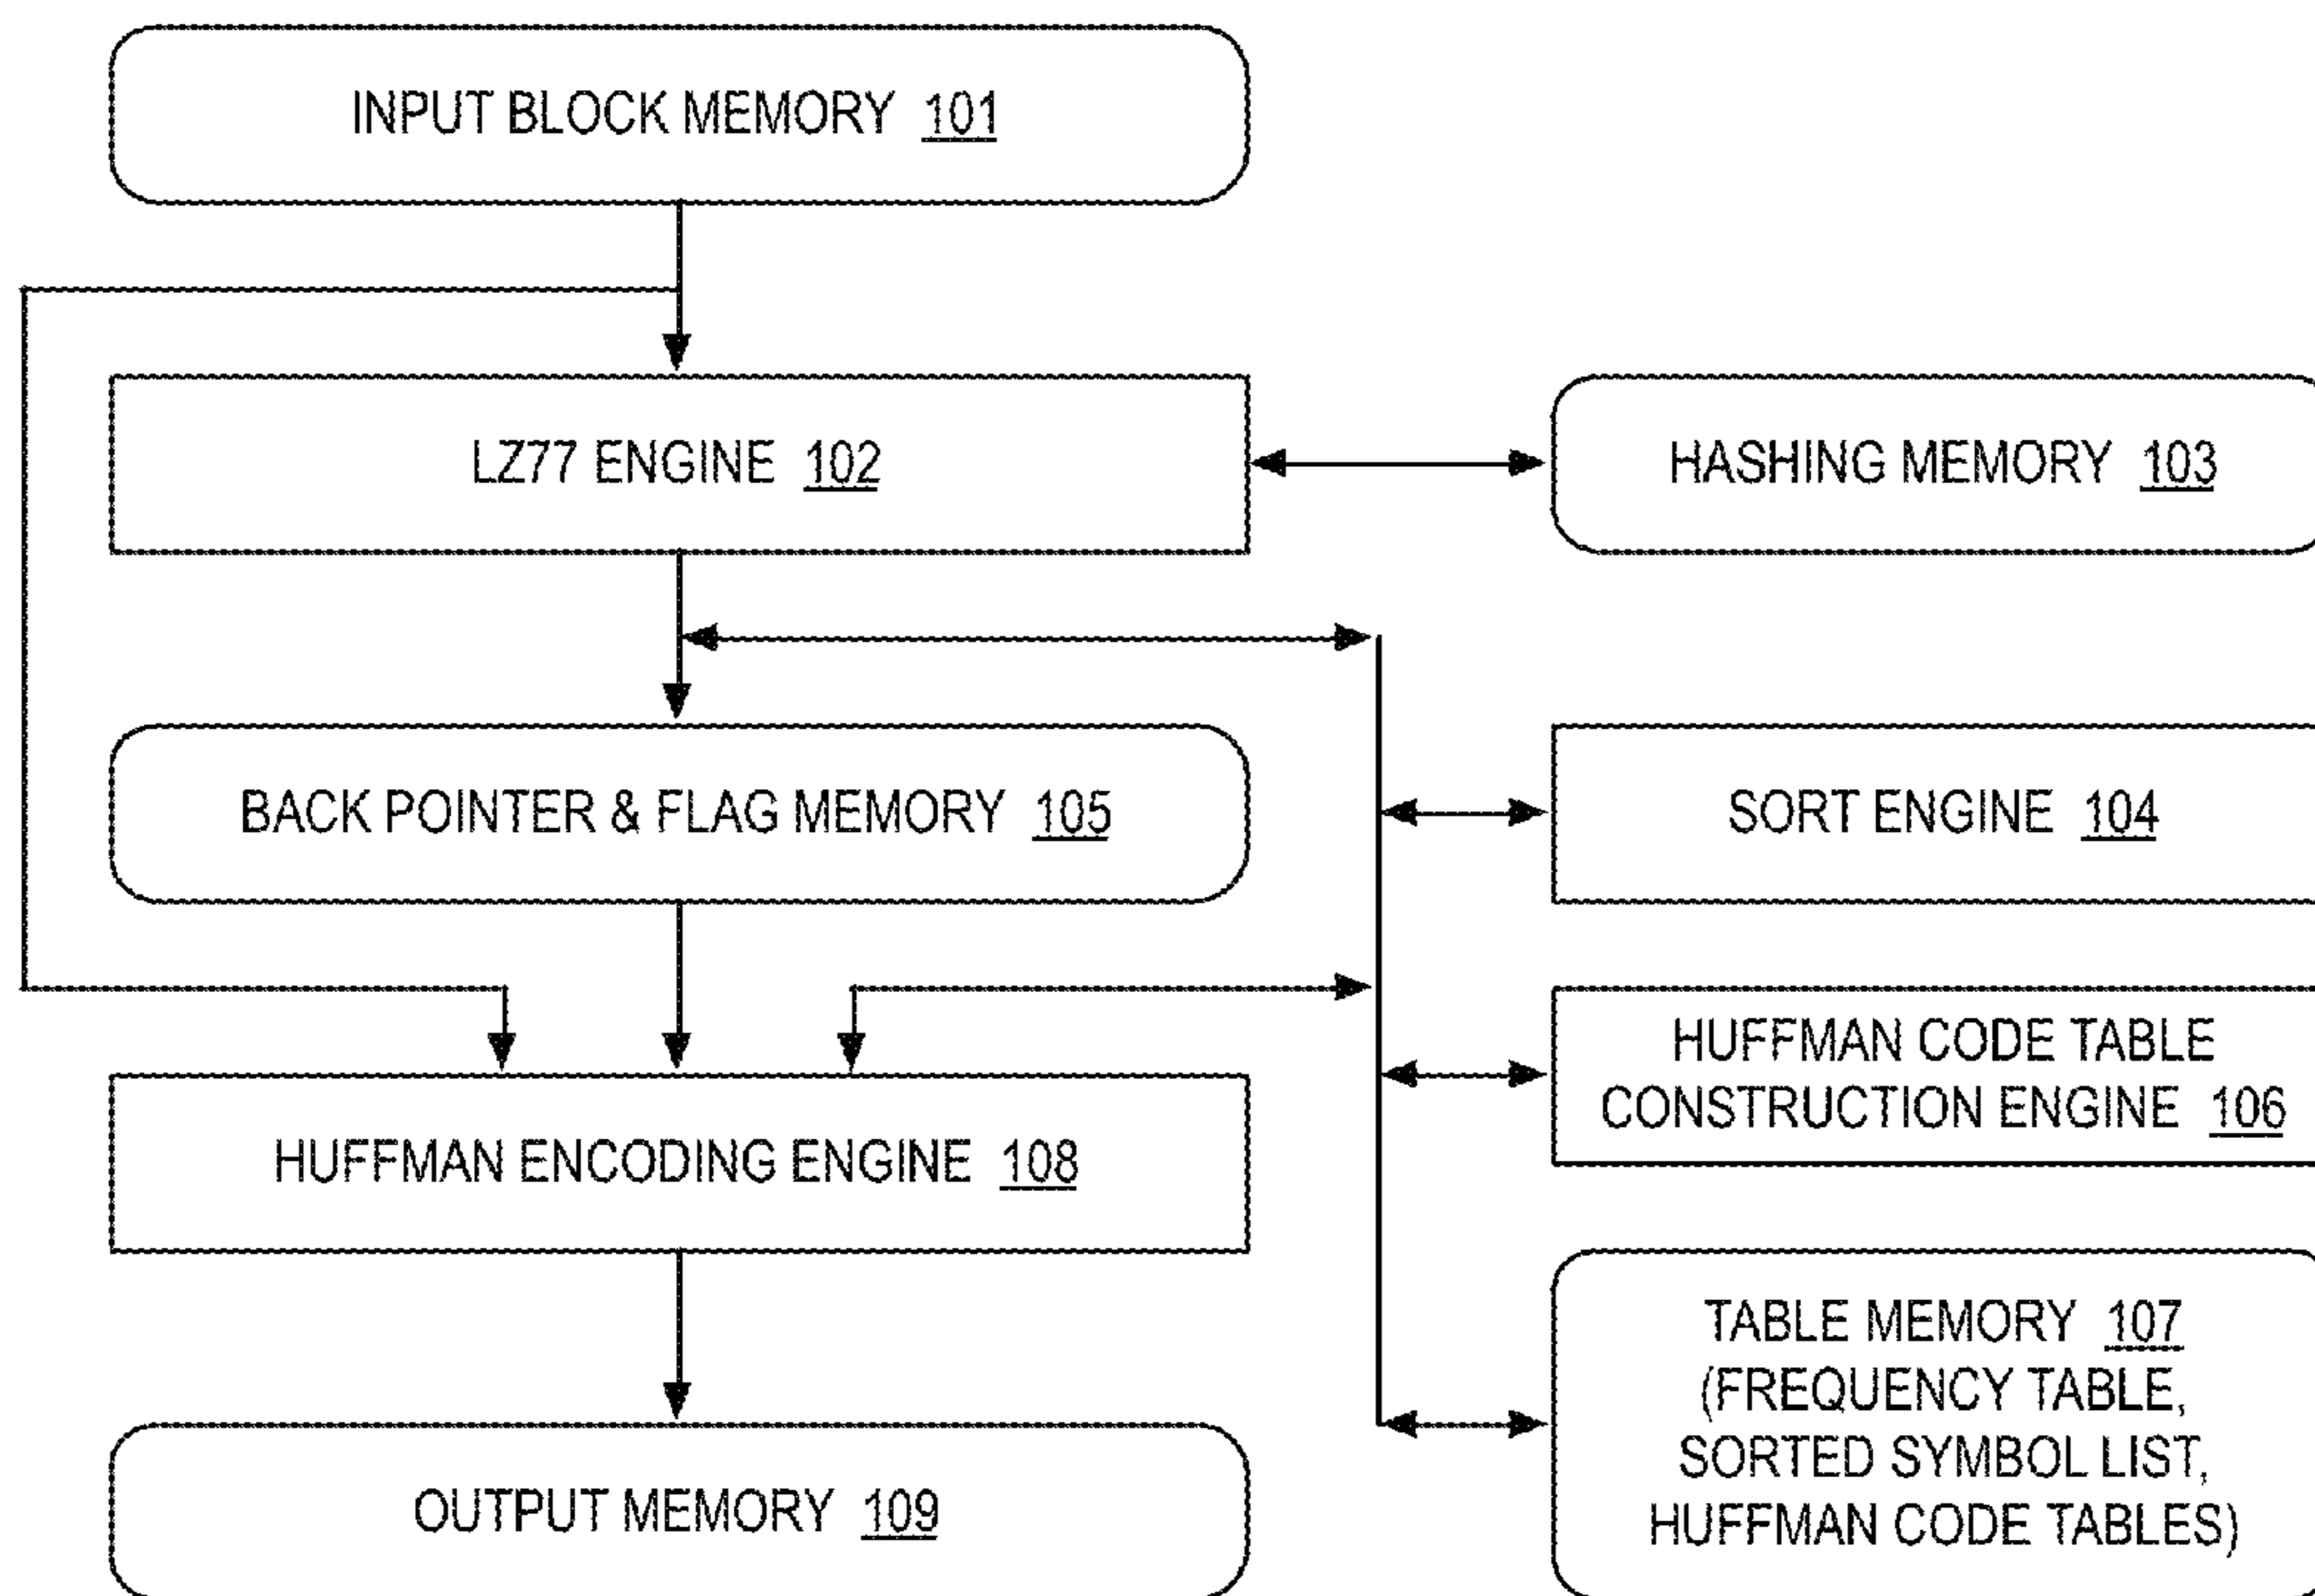 INPUT BLOCK MEMORY 101
LZ77 ENGINE 102
HASHING MEMORY 103
BACK POINTER & FLAG MEMORY 105
SORT ENGINE 104
HUFFMAN CODE TABLE
CONSTRUCTION ENGINE 106
HUFFMAN ENCODING ENGINE 108
TABLE MEMORY 107
(FREQUENCY TABLE,
SORTED SYMBOL LIST,
HUFFMAN CODE TABLES)
OUTPUT MEMORY 109